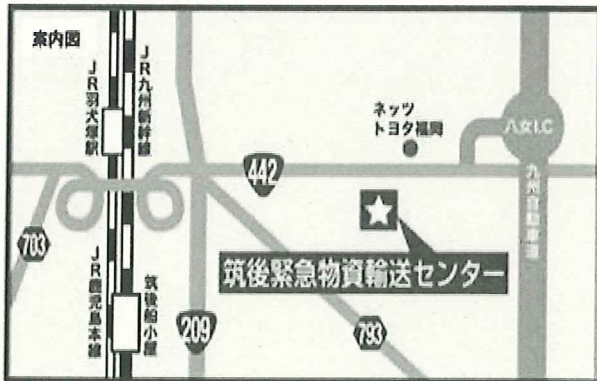 案内図
JR九州新幹線
JR羽犬塚駅
ネッツ
トヨタ福岡
八女I.C
442
九州自動車道
703
筑後緊急物資輸送センター
JR鹿児島本線
筑後船小屋
209
793